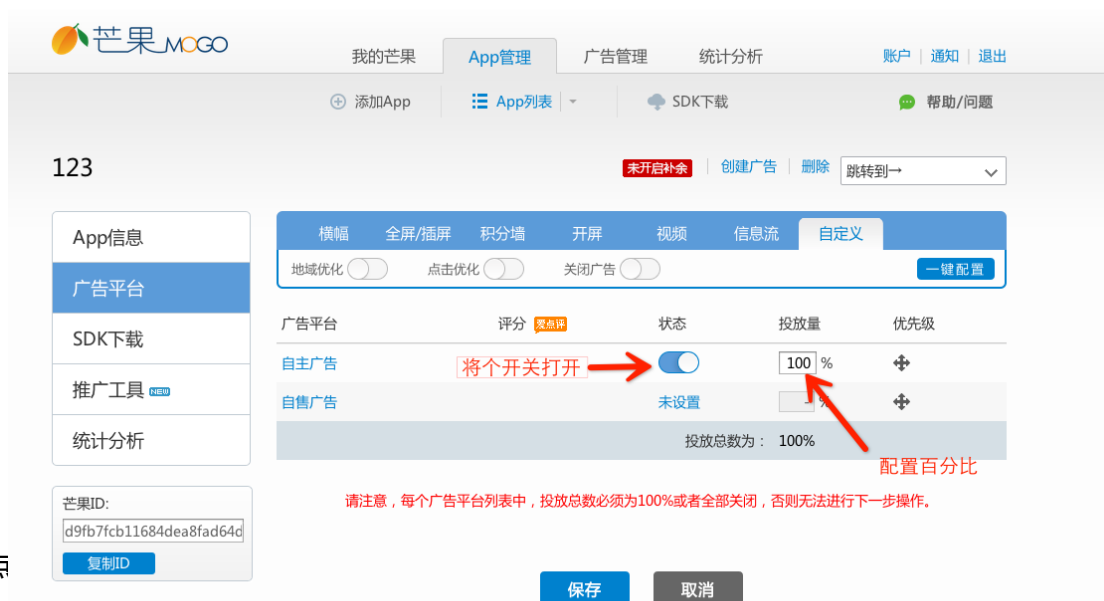 芒果 MOGO
我的芒果 App管理 广告管理 统计分析 账户 通知 退出
添加App App列表 SDK下载 帮助/问题
123 未开启补余 创建广告 删除 跳转到→
App信息
广告平台
SDK下载
推广工具 NEW
统计分析
横幅 全屏/插屏 积分墙 开屏 视频 信息流 自定义
地域优化 点击优化 关闭广告 一键配置
广告平台 评分 爱点评 状态 投放量 优先级
自主广告 将个开关打开 100 %
自售广告 未设置 %
投放总数为： 100%
配置百分比
请注意，每个广告平台列表中，投放总数必须为100%或者全部关闭，否则无法进行下一步操作。
芒果ID:
d9fb7fcb11684dea8fad64d
复制ID
保存 取消